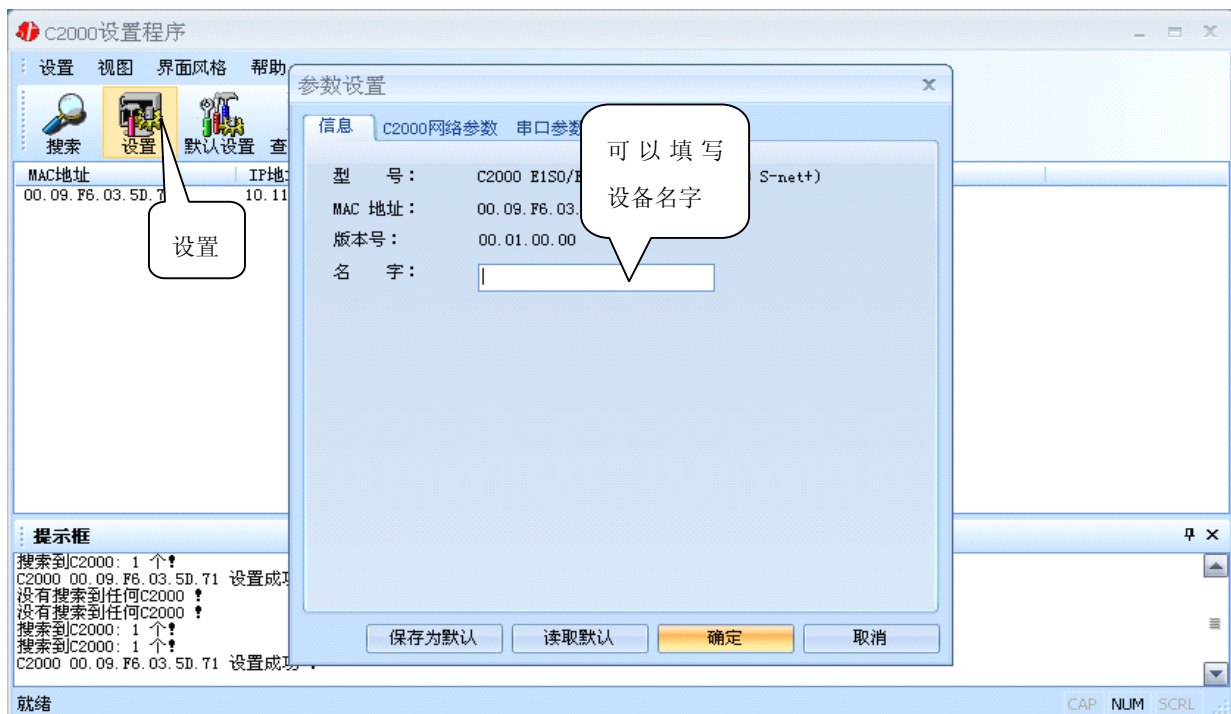 C2000设置程序
设置 视图 界面风格 帮助
搜索 设置 默认设置 查
MAC地址 IP地
00.09.F6.03.5D.7 10.11
设置
参数设置
信息 C2000网络参数 串口参数
可以填写
设备名字
型 号： C2000 E1S0/ S-net+)
MAC 地址： 00.09.F6.03.
版本号： 00.01.00.00
名 字：
保存为默认 读取默认 确定 取消
提示框
搜索到C2000: 1 个!
C2000 00.09.F6.03.5D.71 设置成功
没有搜索到任何C2000 !
没有搜索到任何C2000 !
搜索到C2000: 1 个!
搜索到C2000: 1 个!
C2000 00.09.F6.03.5D.71 设置成功 !
就绪 CAP NUM SCRL